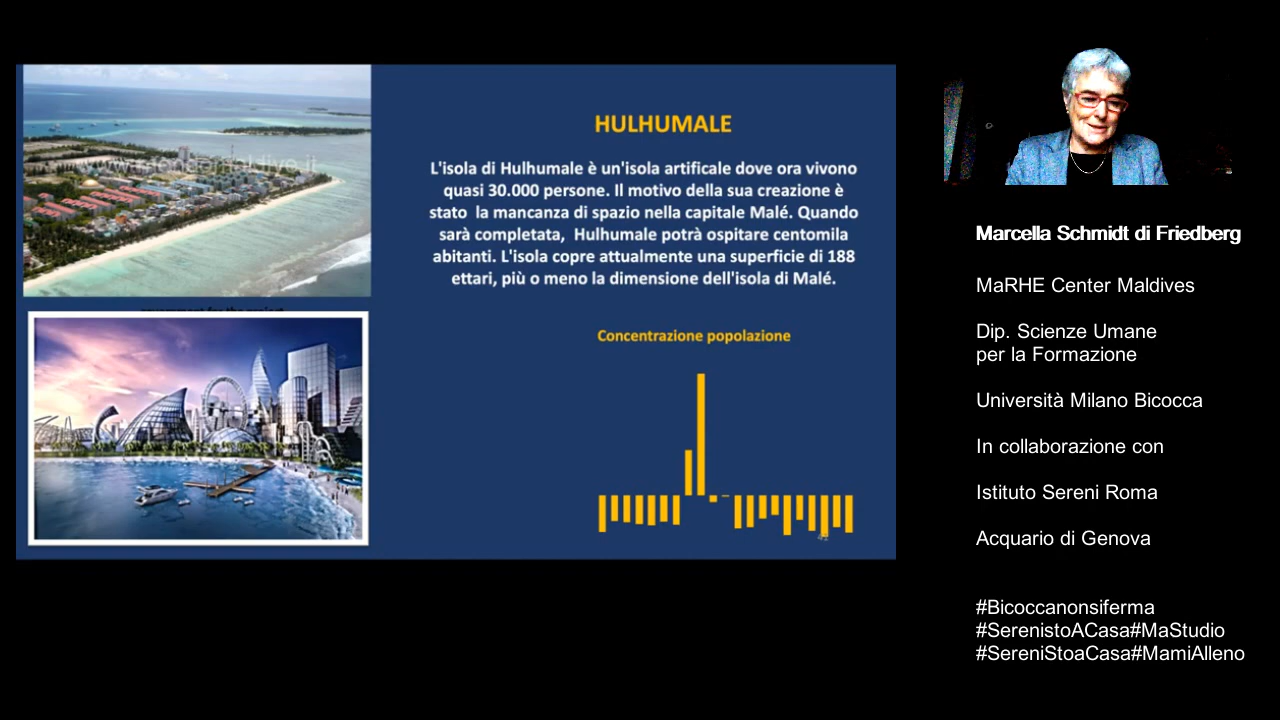 HULHUMALE
L'isola di Hulhumale è un'isola artificale dove ora vivono
quasi 30.000 persone. Il motivo della sua creazione è
stato la mancanza di spazio nella capitale Malé. Quando
sarà completata, Hulhumale potrà ospitare centomila
abitanti. L'isola copre attualmente una superficie di 188
ettari, più o meno la dimensione dell'isola di Malé.
Concentrazione popolazione
42
Marcella Schmidt di Friedberg
MaRHE Center Maldives
Dip. Scienze Umane
per la Formazione
Università Milano Bicocca
In collaborazione con
Istituto Sereni Roma
Acquario di Genova
#Bicoccanonsiferma
#SerenistoACasa#MaStudio
#SereniStoaCasa#MamiAlleno